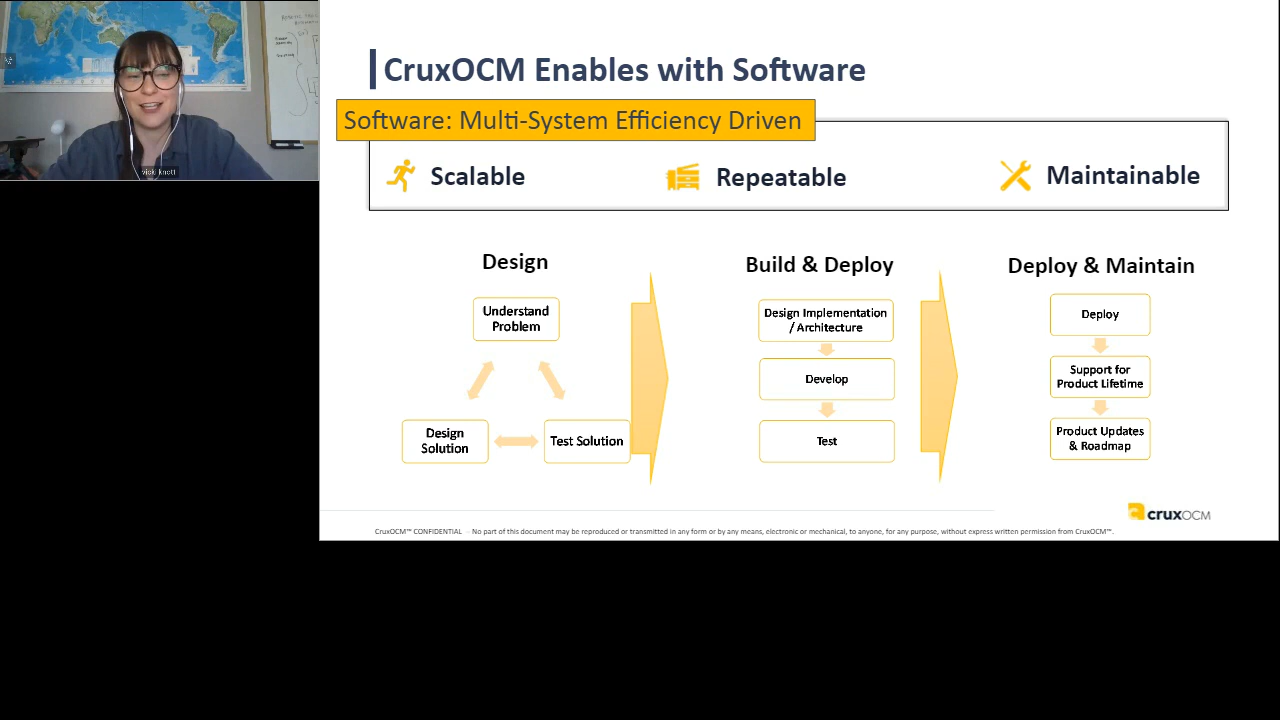 vicki knott
CruxOCM Enables with Software
Software: Multi-System Efficiency Driven
Scalable
Repeatable
Maintainable
Design
Understand
Problem
Design
Solution
Test Solution
Build & Deploy
Design Implementation
/ Architecture
Develop
Test
Deploy & Maintain
Deploy
Support for
Product Lifetime
Product Updates
& Roadmap
cruxOCM
CruxOCM™ CONFIDENTIAL - No part of this document may be reproduced or transmitted in any form or by any means, electronic or mechanical, to anyone, for any purpose, without express written permission from CruxOCM™.